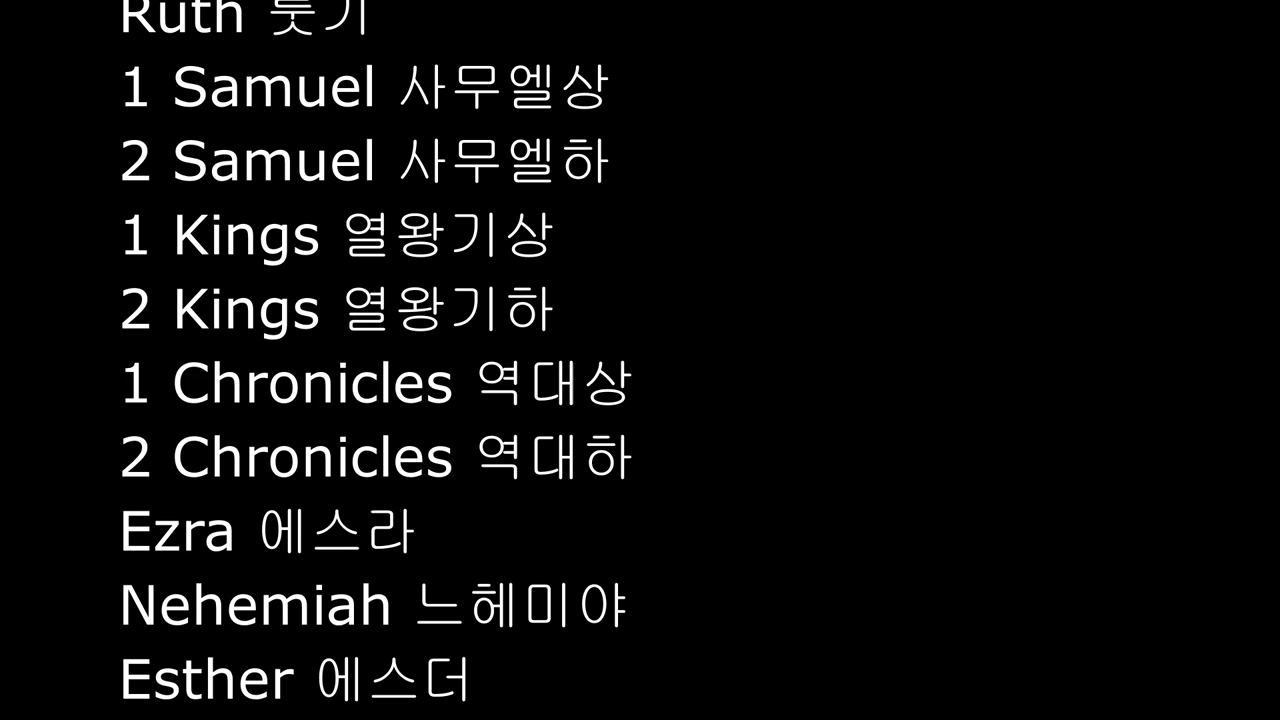 Ruth 룻기
1 Samuel 사무엘상
2 Samuel 사무엘하
1 Kings 열왕기상
2 Kings 열왕기하
1 Chronicles 역대상
2 Chronicles 역대하
Ezra 에스라
Nehemiah 느헤미야
Esther 에스더